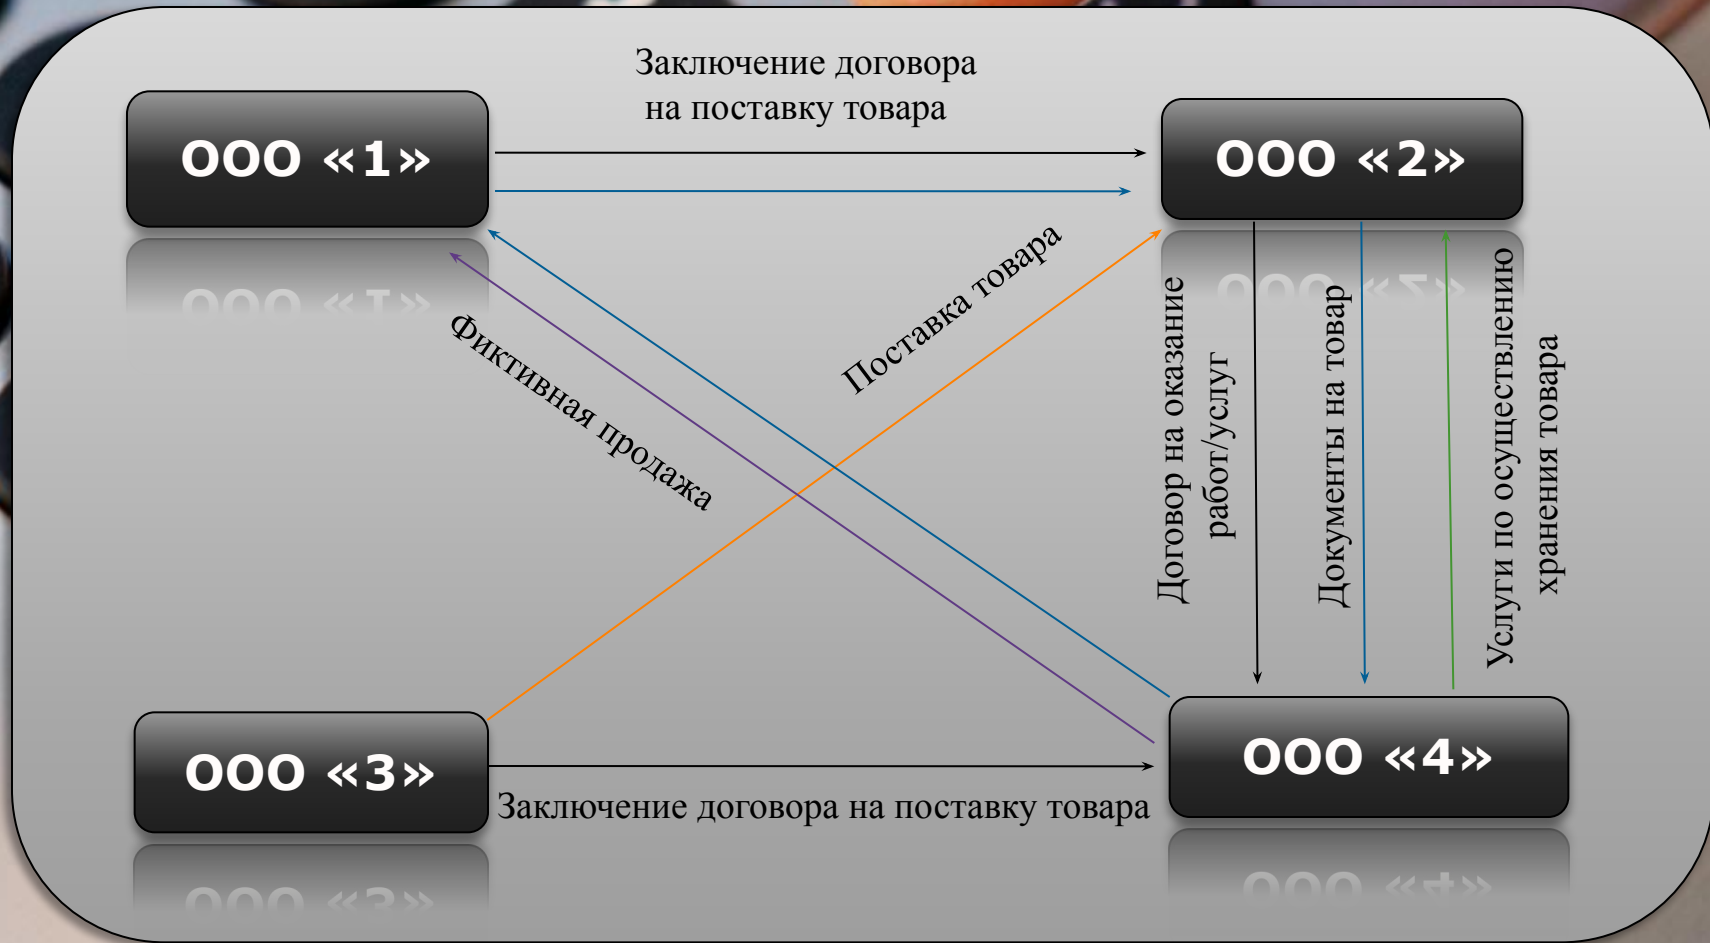 Заключение договора
на поставку товара
ООО «1»
ООО «2»
Поставка товара
Фиктивная продажа
Договор на оказание
работ/услуг
Документы на товар
Услуги по осуществлению
хранения товара
ООО «3»
ООО «4»
Заключение договора на поставку товара